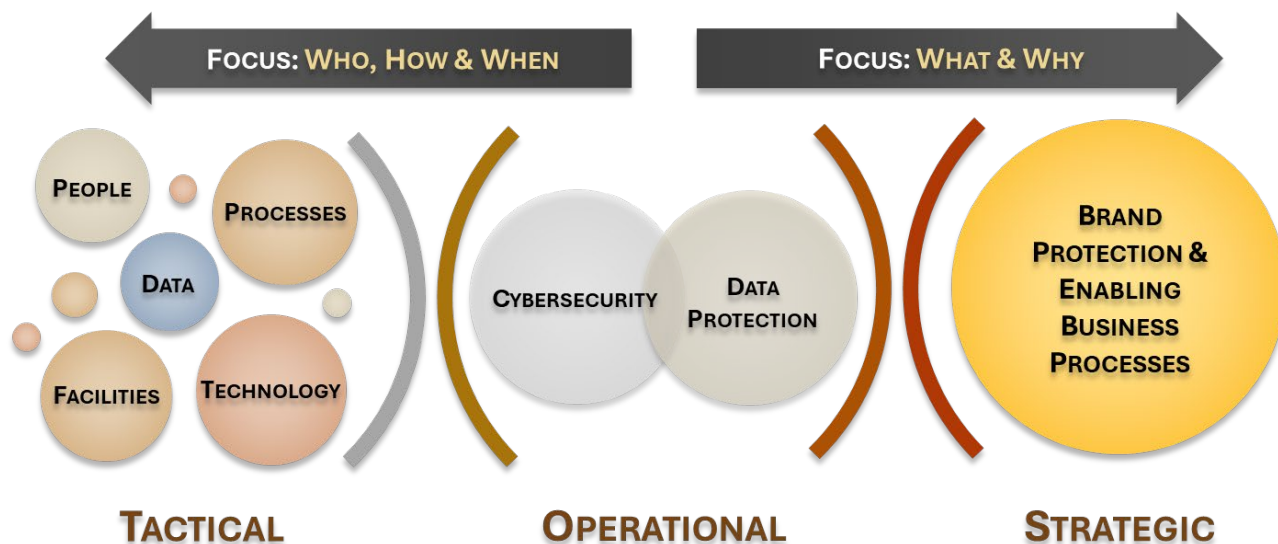 FOCUS: WHO, HOW & WHEN
FOCUS: WHAT & WHY
PEOPLE
PROCESSES
DATA
FACILITIES
TECHNOLOGY
CYBERSECURITY
DATA
PROTECTION
BRAND
PROTECTION &
ENABLING
BUSINESS
PROCESSES
TACTICAL
OPERATIONAL
STRATEGIC